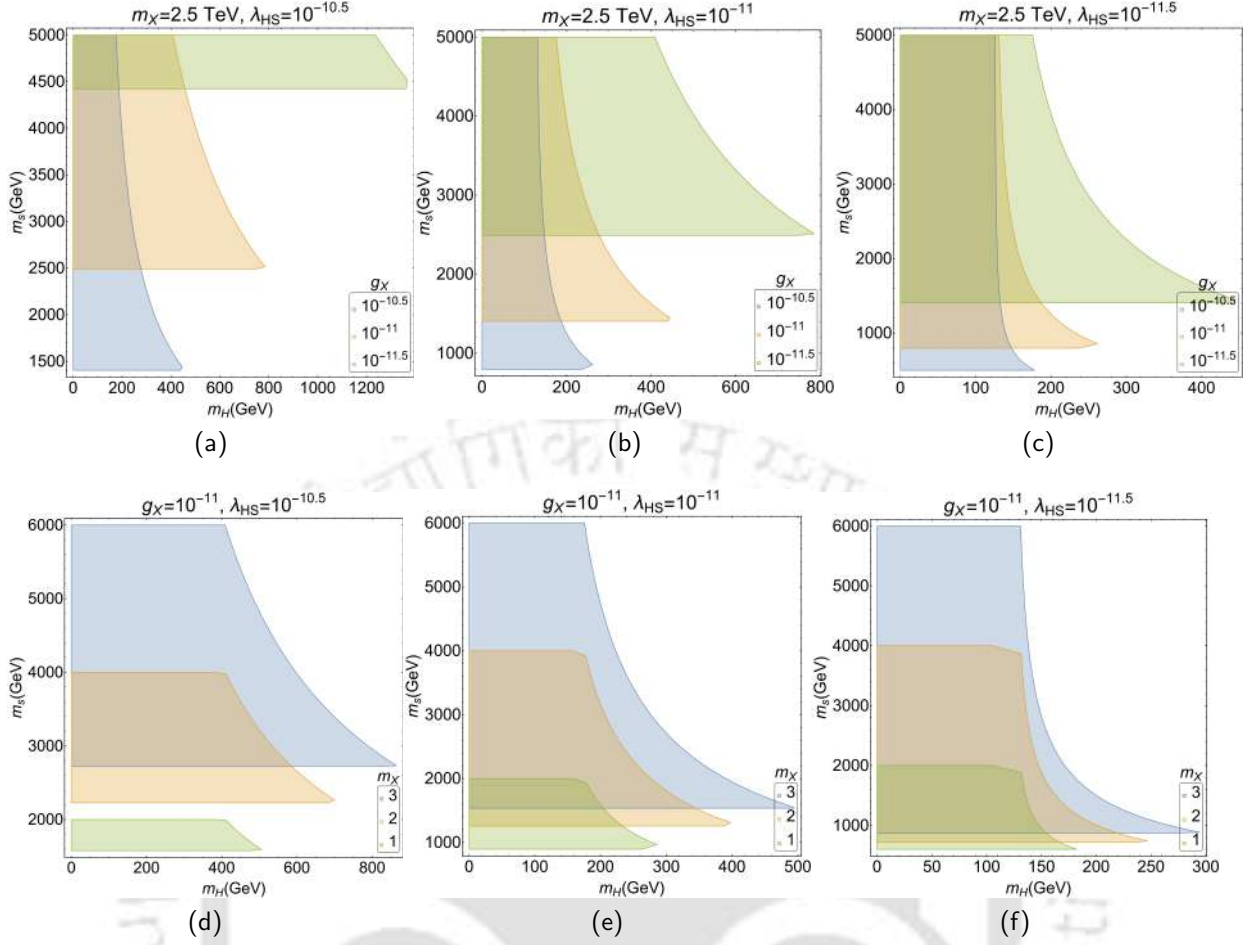 m_X=2.5 TeV, λ_HS=10^-10.5
m_X=2.5 TeV, λ_HS=10^-11
m_X=2.5 TeV, λ_HS=10^-11.5
5000
4500
4000
3500
3000
2500
2000
1500
m_s(GeV)
0 200 400 600 800 1000 1200
m_H(GeV)
g_X
10^-10.5
10^-11
10^-11.5
(a)
5000
4000
3000
2000
1000
m_s(GeV)
0 200 400 600 800
m_H(GeV)
g_X
10^-10.5
10^-11
10^-11.5
(b)
5000
4000
3000
2000
1000
m_s(GeV)
0 100 200 300 400
m_H(GeV)
g_X
10^-10.5
10^-11
10^-11.5
(c)
g_X=10^-11, λ_HS=10^-10.5
g_X=10^-11, λ_HS=10^-11
g_X=10^-11, λ_HS=10^-11.5
6000
5000
4000
3000
2000
m_s(GeV)
0 200 400 600 800
m_H(GeV)
m_X
3
2
1
(d)
6000
5000
4000
3000
2000
1000
m_s(GeV)
0 100 200 300 400 500
m_H(GeV)
m_X
3
2
1
(e)
6000
5000
4000
3000
2000
1000
m_s(GeV)
0 50 100 150 200 250 300
m_H(GeV)
m_X
3
2
1
(f)